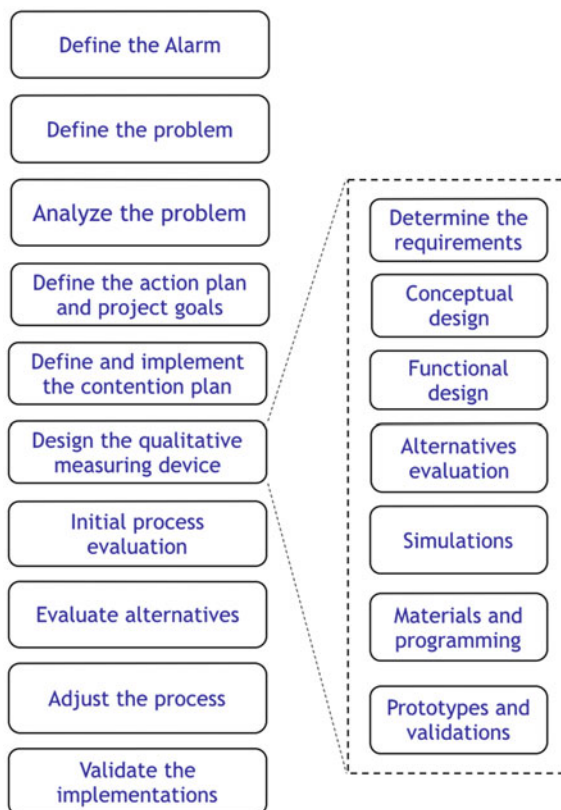 Define the Alarm
Define the problem
Analyze the problem
Define the action plan
and project goals
Define and implement
the contention plan
Design the qualitative
measuring device
Initial process
evaluation
Evaluate alternatives
Adjust the process
Validate the
implementations
Determine the
requirements
Conceptual
design
Functional
design
Alternatives
evaluation
Simulations
Materials and
programming
Prototypes and
validations